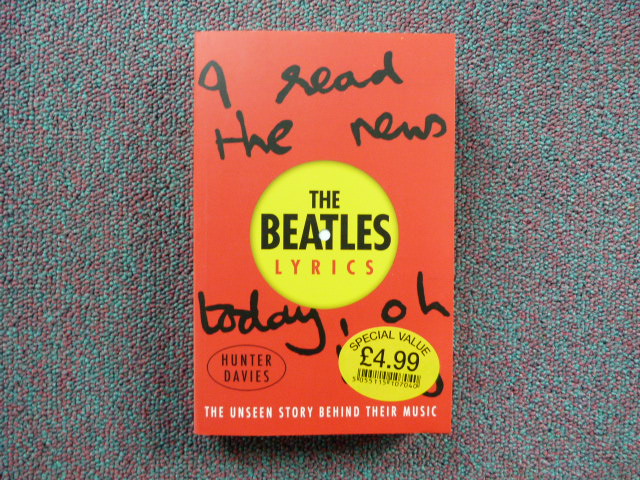 I read
the news
THE
BEATLES
LYRICS
today, oh
HUNTER
DAVIES
SPECIAL VALUE
£4.99
THE UNSEEN STORY BEHIND THEIR MUSIC